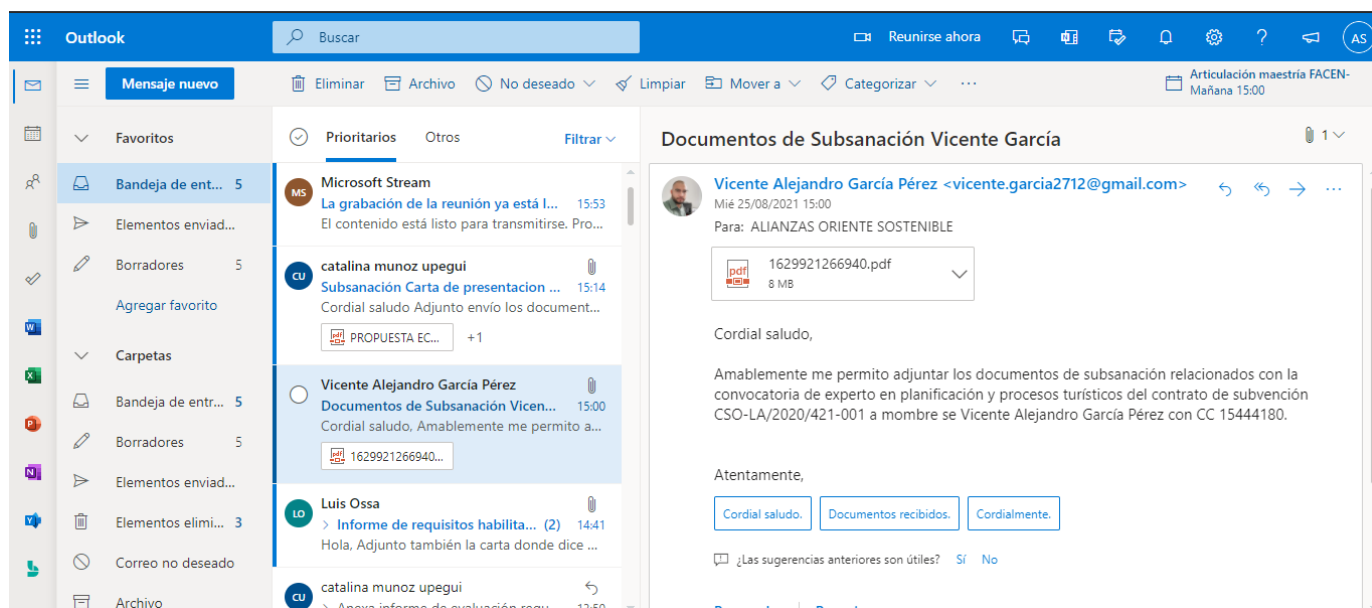 Outlook
Buscar
Reunirse ahora
AS
Mensaje nuevo
Eliminar
Archivo
No deseado
Limpiar
Mover a
Categorizar
Articulación maestría FACEN-
Mañana 15:00
Favoritos
Bandeja de ent... 5
Elementos enviad...
Borradores 5
Agregar favorito
Carpetas
Bandeja de entr... 5
Borradores 5
Elementos enviad...
Elementos elimi... 3
Correo no deseado
Archivo
Prioritarios Otros Filtrar
MS
Microsoft Stream
La grabación de la reunión ya está l... 15:53
El contenido está listo para transmitirse. Pro...
CU
catalina munoz upegui
Subsanación Carta de presentacion ... 15:14
Cordial saludo Adjunto envío los document...
PROPUESTA EC... +1
Vicente Alejandro García Pérez
Documentos de Subsanación Vicen... 15:00
Cordial saludo, Amablemente me permito a...
1629921266940...
LO
Luis Ossa
> Informe de requisitos habilita... (2) 14:41
Hola, Adjunto también la carta donde dice ...
CU
catalina munoz upegui
Documentos de Subsanación Vicente García
1
Vicente Alejandro García Pérez <vicente.garcia2712@gmail.com>
Mié 25/08/2021 15:00
Para: ALIANZAS ORIENTE SOSTENIBLE
pdf
1629921266940.pdf
8 MB
Cordial saludo,
Amablemente me permito adjuntar los documentos de subsanación relacionados con la
convocatoria de experto en planificación y procesos turísticos del contrato de subvención
CSO-LA/2020/421-001 a mombre se Vicente Alejandro García Pérez con CC 15444180.
Atentamente,
Cordial saludo.
Documentos recibidos.
Cordialmente.
¿Las sugerencias anteriores son útiles? Sí No